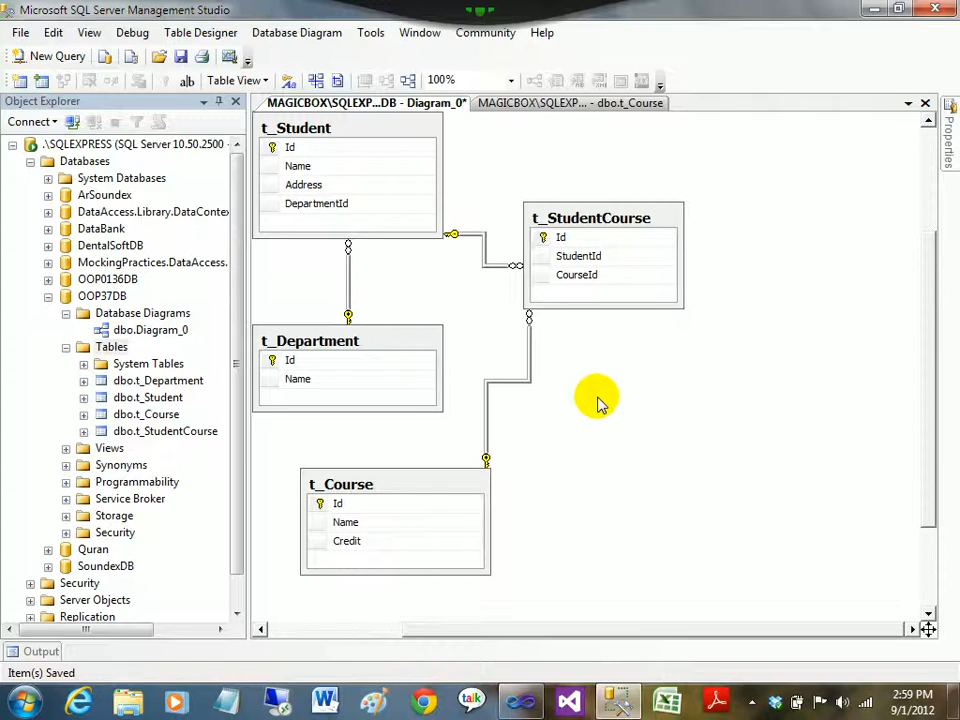 Microsoft SQL Server Management Studio
File Edit View Debug Table Designer Database Diagram Tools Window Community Help
New Query
ab Table View 100%
Object Explorer
MAGICBOX\SQLEXP...DB - Diagram_0* MAGICBOX\SQLEXP... - dbo.t_Course
Connect
.\SQLEXPRESS (SQL Server 10.50.2500 -
Databases
System Databases
ArSoundex
DataAccess.Library.DataContex
DataBank
DentalSoftDB
MockingPractices.DataAccess.
OOP0136DB
OOP37DB
Database Diagrams
dbo.Diagram_0
Tables
System Tables
dbo.t_Department
dbo.t_Student
dbo.t_Course
dbo.t_StudentCourse
Views
Synonyms
Programmability
Service Broker
Storage
Security
Quran
SoundexDB
Security
Server Objects
Replication
t_Student
Id
Name
Address
DepartmentId
t_StudentCourse
Id
StudentId
CourseId
t_Department
Id
Name
t_Course
Id
Name
Credit
Properties
Output
Item(s) Saved
talk
2:59 PM
9/1/2012